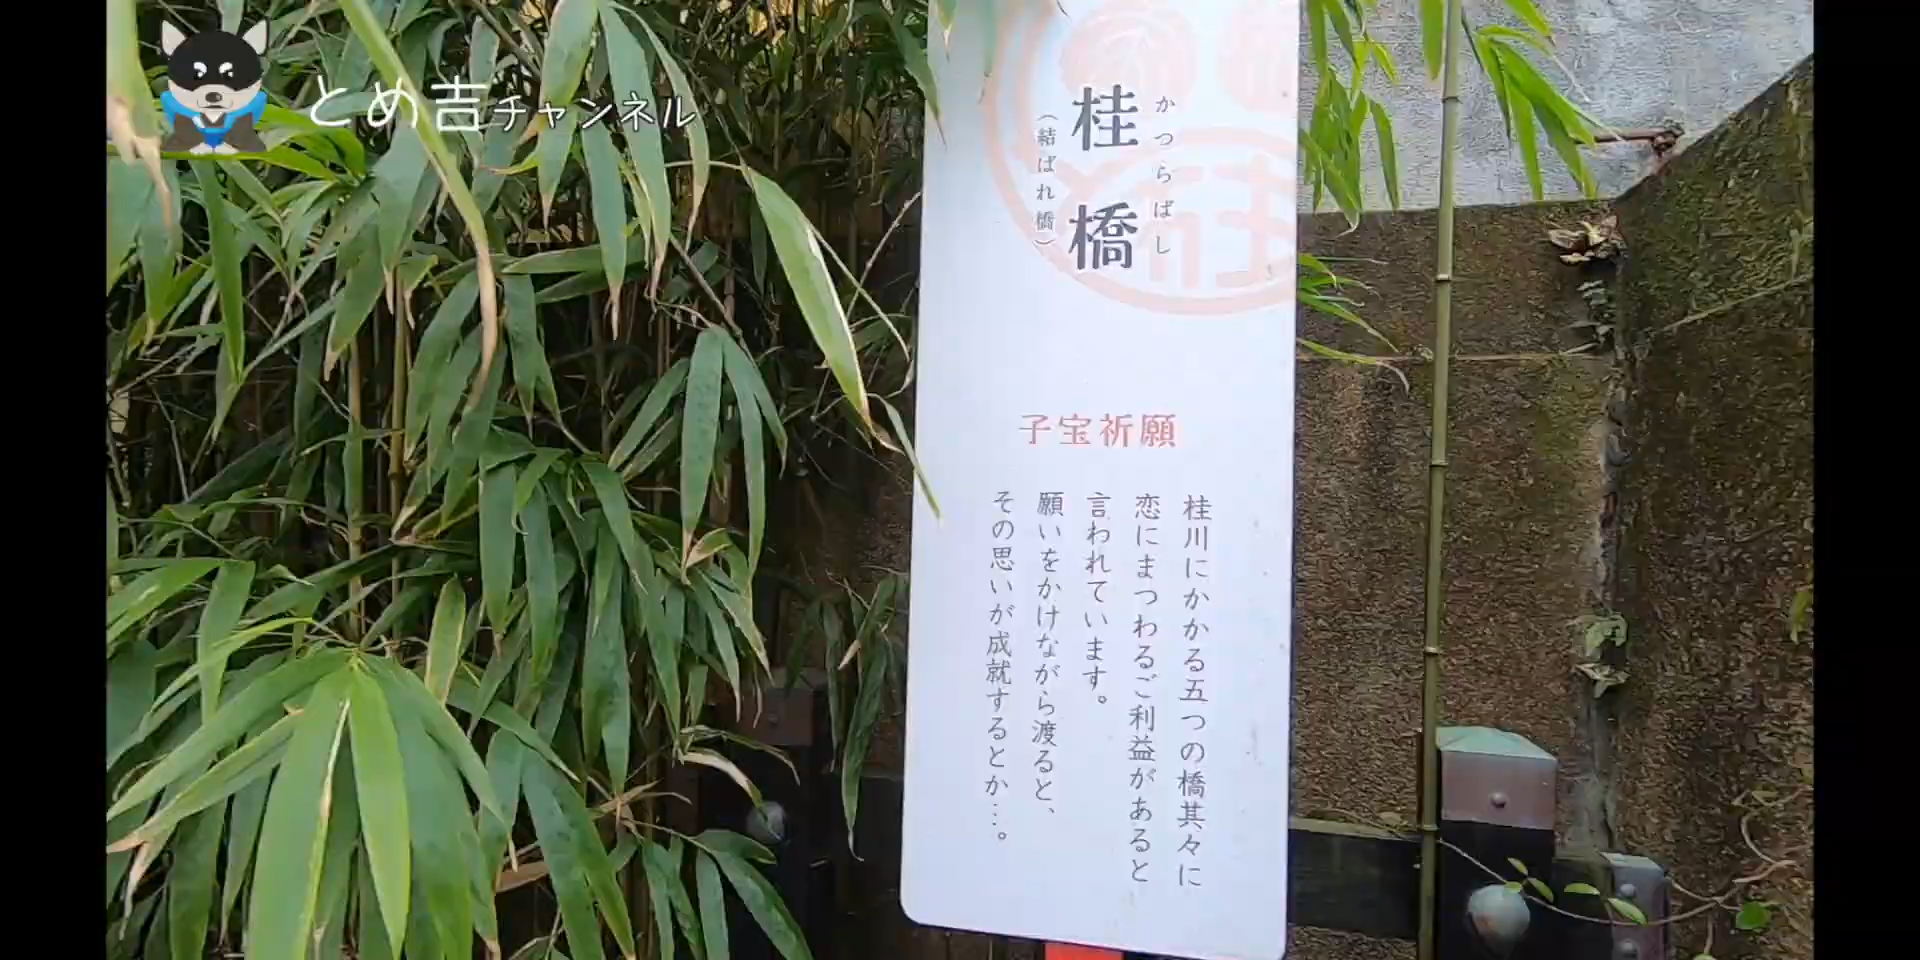 とめ吉チャンネル
かつらばし
桂橋
（結ばれ橋）
子宝祈願
桂川にかかる五つの橋其々に
恋にまつわるご利益があると
言われています。
願いをかけながら渡ると、
その思いが成就するとか…。